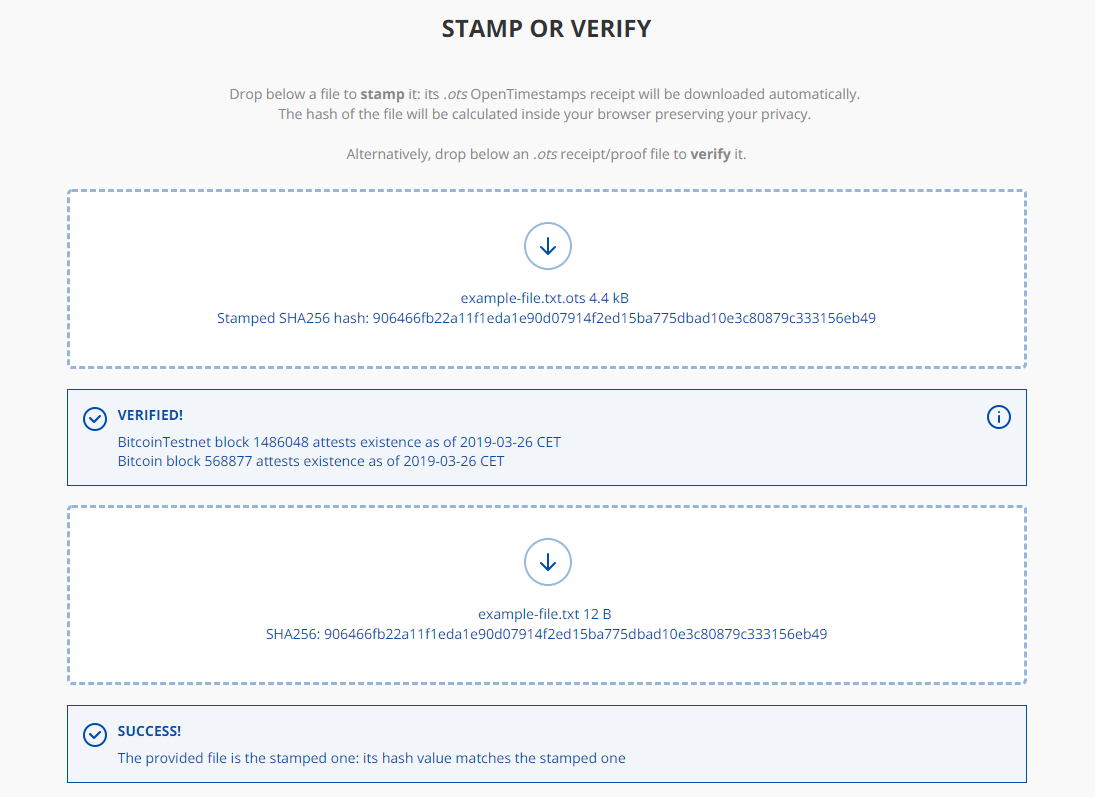 STAMP OR VERIFY
Drop below a file to stamp it: its .ots OpenTimestamps receipt will be downloaded automatically.
The hash of the file will be calculated inside your browser preserving your privacy.
Alternatively, drop below an .ots receipt/proof file to verify it.
example-file.txt.ots 4.4 kB
Stamped SHA256 hash: 906466fb22a11f1eda1e90d07914f2ed15ba775dbad10e3c80879c333156eb49
VERIFIED!
BitcoinTestnet block 1486048 attests existence as of 2019-03-26 CET
Bitcoin block 568877 attests existence as of 2019-03-26 CET
example-file.txt 12 B
SHA256: 906466fb22a11f1eda1e90d07914f2ed15ba775dbad10e3c80879c333156eb49
SUCCESS!
The provided file is the stamped one: its hash value matches the stamped one